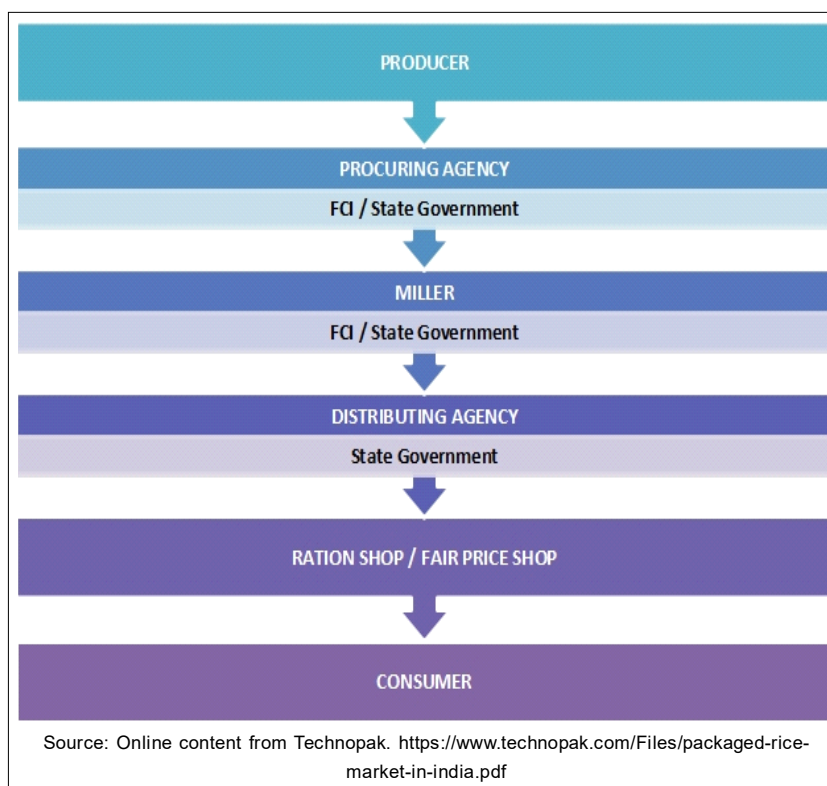 PRODUCER
PROCURING AGENCY
FCI / State Government
MILLER
FCI / State Government
DISTRIBUTING AGENCY
State Government
RATION SHOP / FAIR PRICE SHOP
CONSUMER
Source: Online content from Technopak. https://www.technopak.com/Files/packaged-rice-
market-in-india.pdf